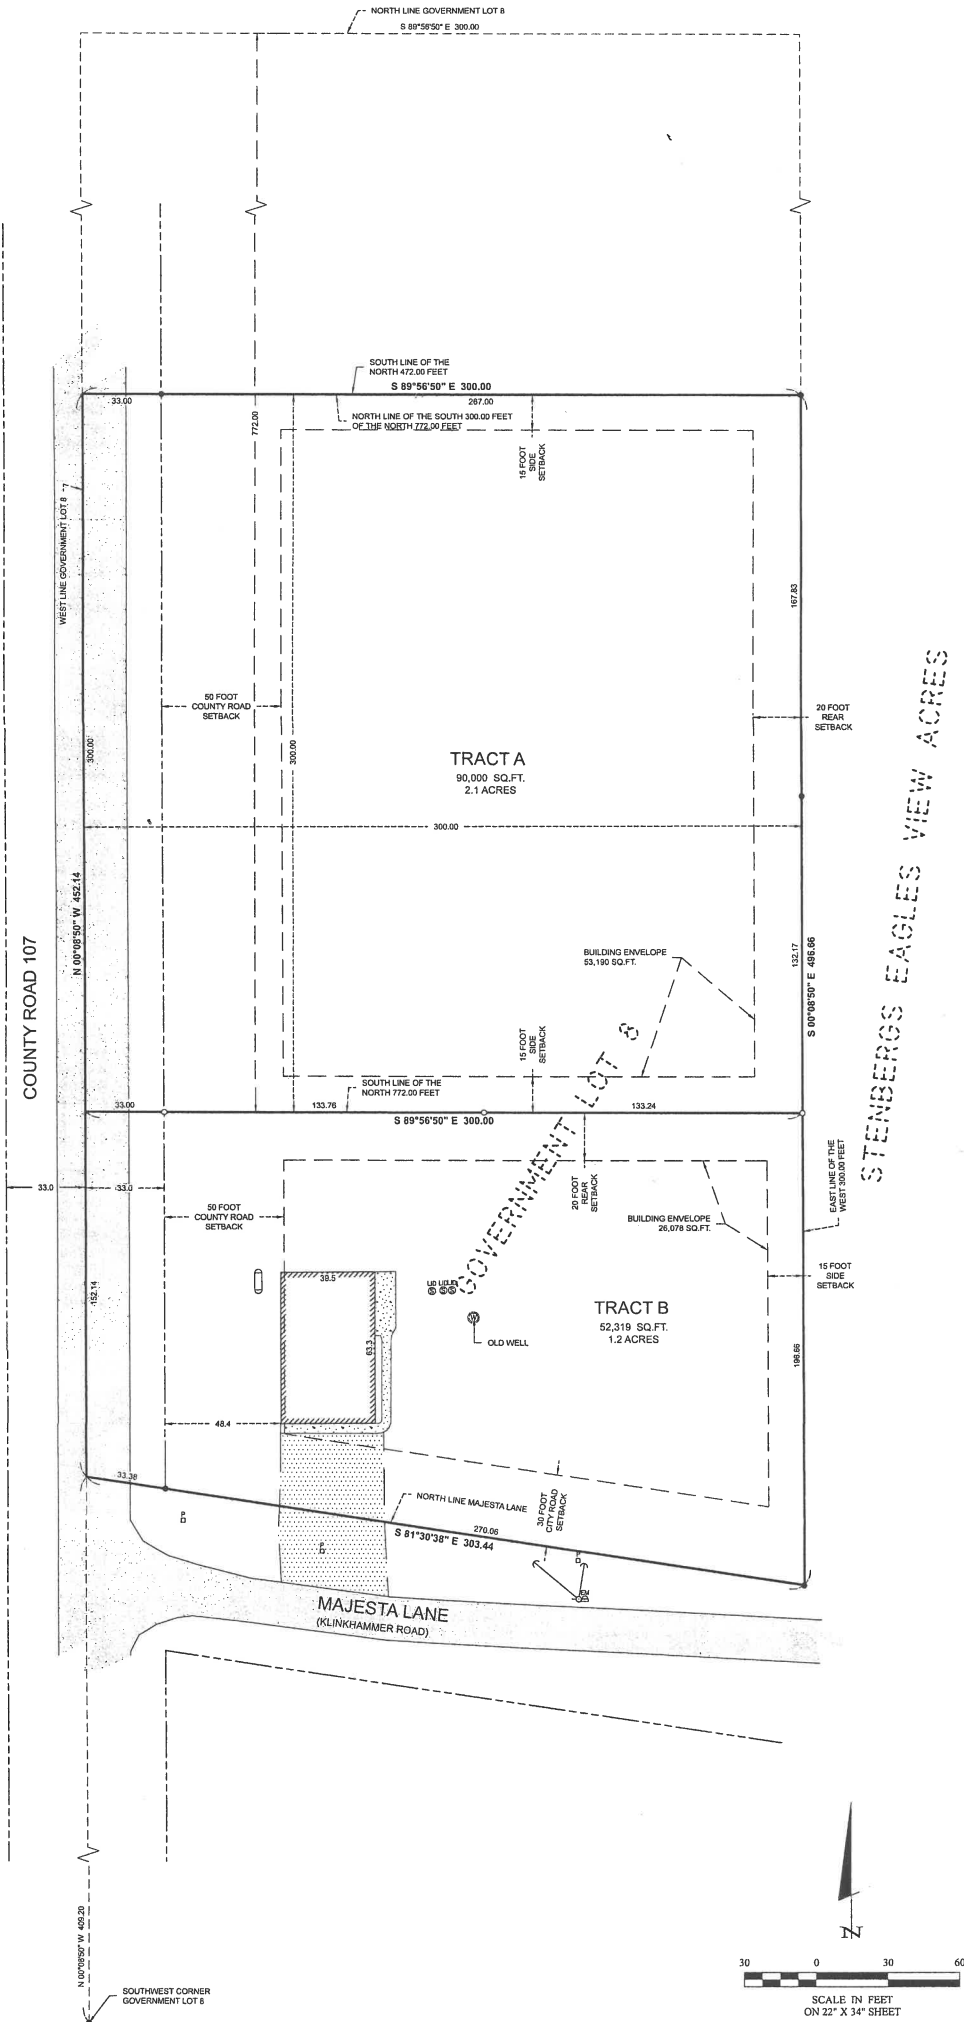 NORTH LINE GOVERNMENT LOT 8
S 89°56'50" E 300.00
SOUTH LINE OF THE
NORTH 472.00 FEET
S 89°56'50" E 300.00
33.00
267.00
772.00
NORTH LINE OF THE SOUTH 300.00 FEET
OF THE NORTH 772.00 FEET
15 FOOT
SIDE
SETBACK
WEST LINE GOVERNMENT LOT 8
167.83
50 FOOT
COUNTY ROAD
SETBACK
20 FOOT
REAR
SETBACK
300.00
300.00
TRACT A
90,000 SQ.FT.
2.1 ACRES
300.00
STENBERGS EAGLES VIEW ACRES
N 00°08'50" W 452.14
COUNTY ROAD 107
BUILDING ENVELOPE
53,190 SQ.FT.
132.17
S 00°08'50" E 496.66
15 FOOT
SIDE
SETBACK
GOVERNMENT LOT 8
SOUTH LINE OF THE
NORTH 772.00 FEET
33.00
133.76
133.24
S 89°56'50" E 300.00
33.0
33.0
20 FOOT
REAR
SETBACK
EAST LINE OF THE
WEST 300.00 FEET
50 FOOT
COUNTY ROAD
SETBACK
BUILDING ENVELOPE
26,078 SQ.FT.
15 FOOT
SIDE
SETBACK
152.14
39.5
63.3
TRACT B
52,319 SQ.FT.
1.2 ACRES
W
OLD WELL
196.66
48.4
33.38
NORTH LINE MAJESTA LANE
30 FOOT
CITY ROAD
SETBACK
270.06
S 81°30'38" E 303.44
P
P
P
MAJESTA LANE
(KLINKHAMMER ROAD)
N 00°08'50" W 409.20
SOUTHWEST CORNER
GOVERNMENT LOT 8
N
30 0 30 60
SCALE IN FEET
ON 22" X 34" SHEET